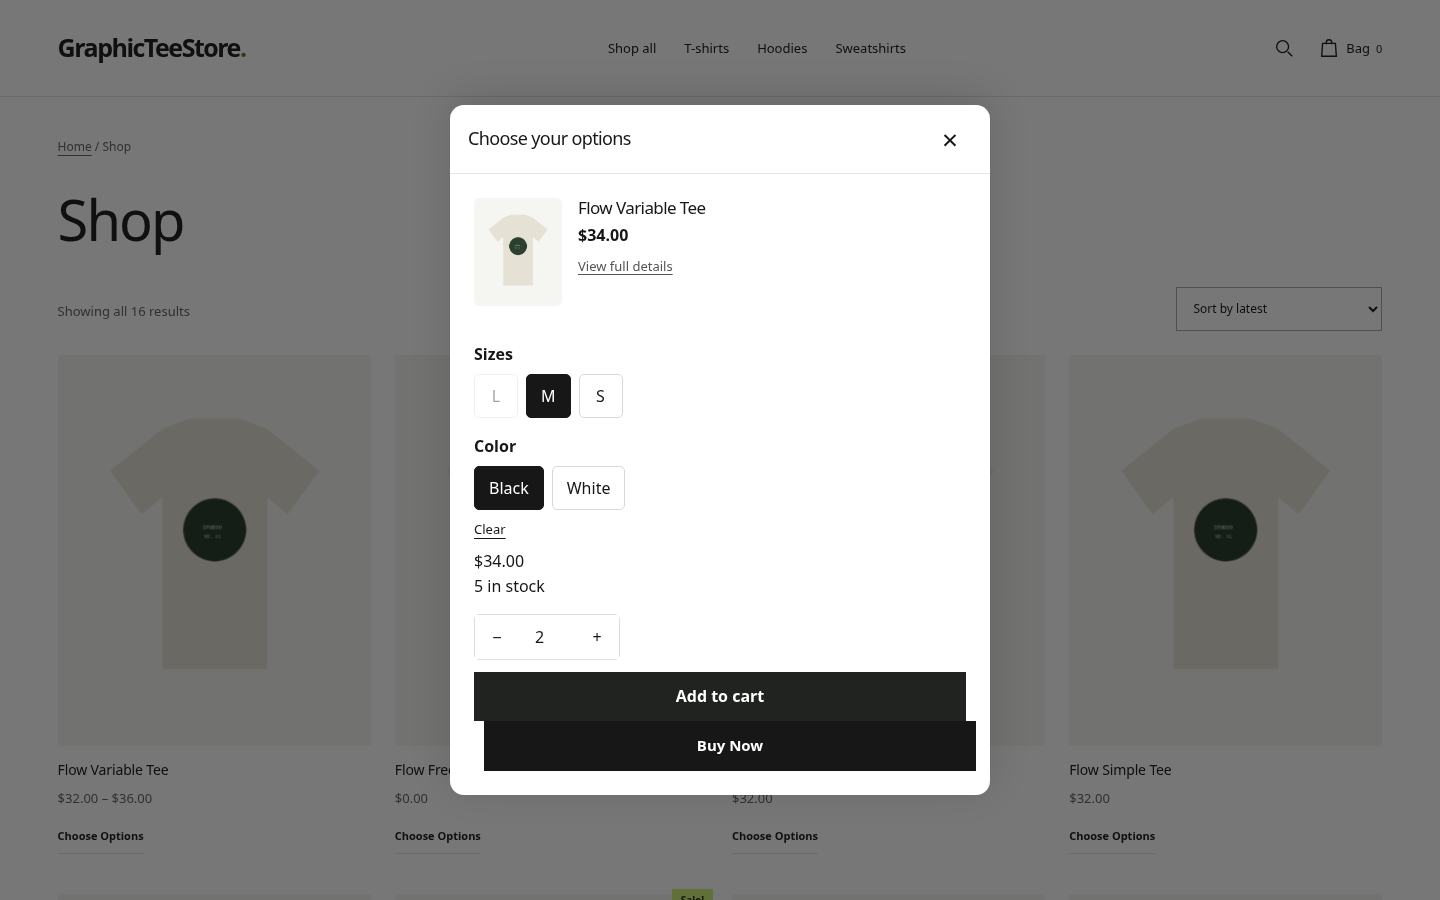 GraphicTeeStore.
Shop all
T-shirts
Hoodies
Sweatshirts
Bag 0
Home / Shop
Shop
Showing all 16 results
Sort by latest
Choose your options
Flow Variable Tee
$34.00
View full details
Sizes
L
M
S
Color
Black
White
Clear
$34.00
5 in stock
−
2
+
Add to cart
Buy Now
Flow Variable Tee
$32.00 – $36.00
Choose Options
Flow Free
$0.00
Choose Options
$32.00
Choose Options
Flow Simple Tee
$32.00
Choose Options
Sale!